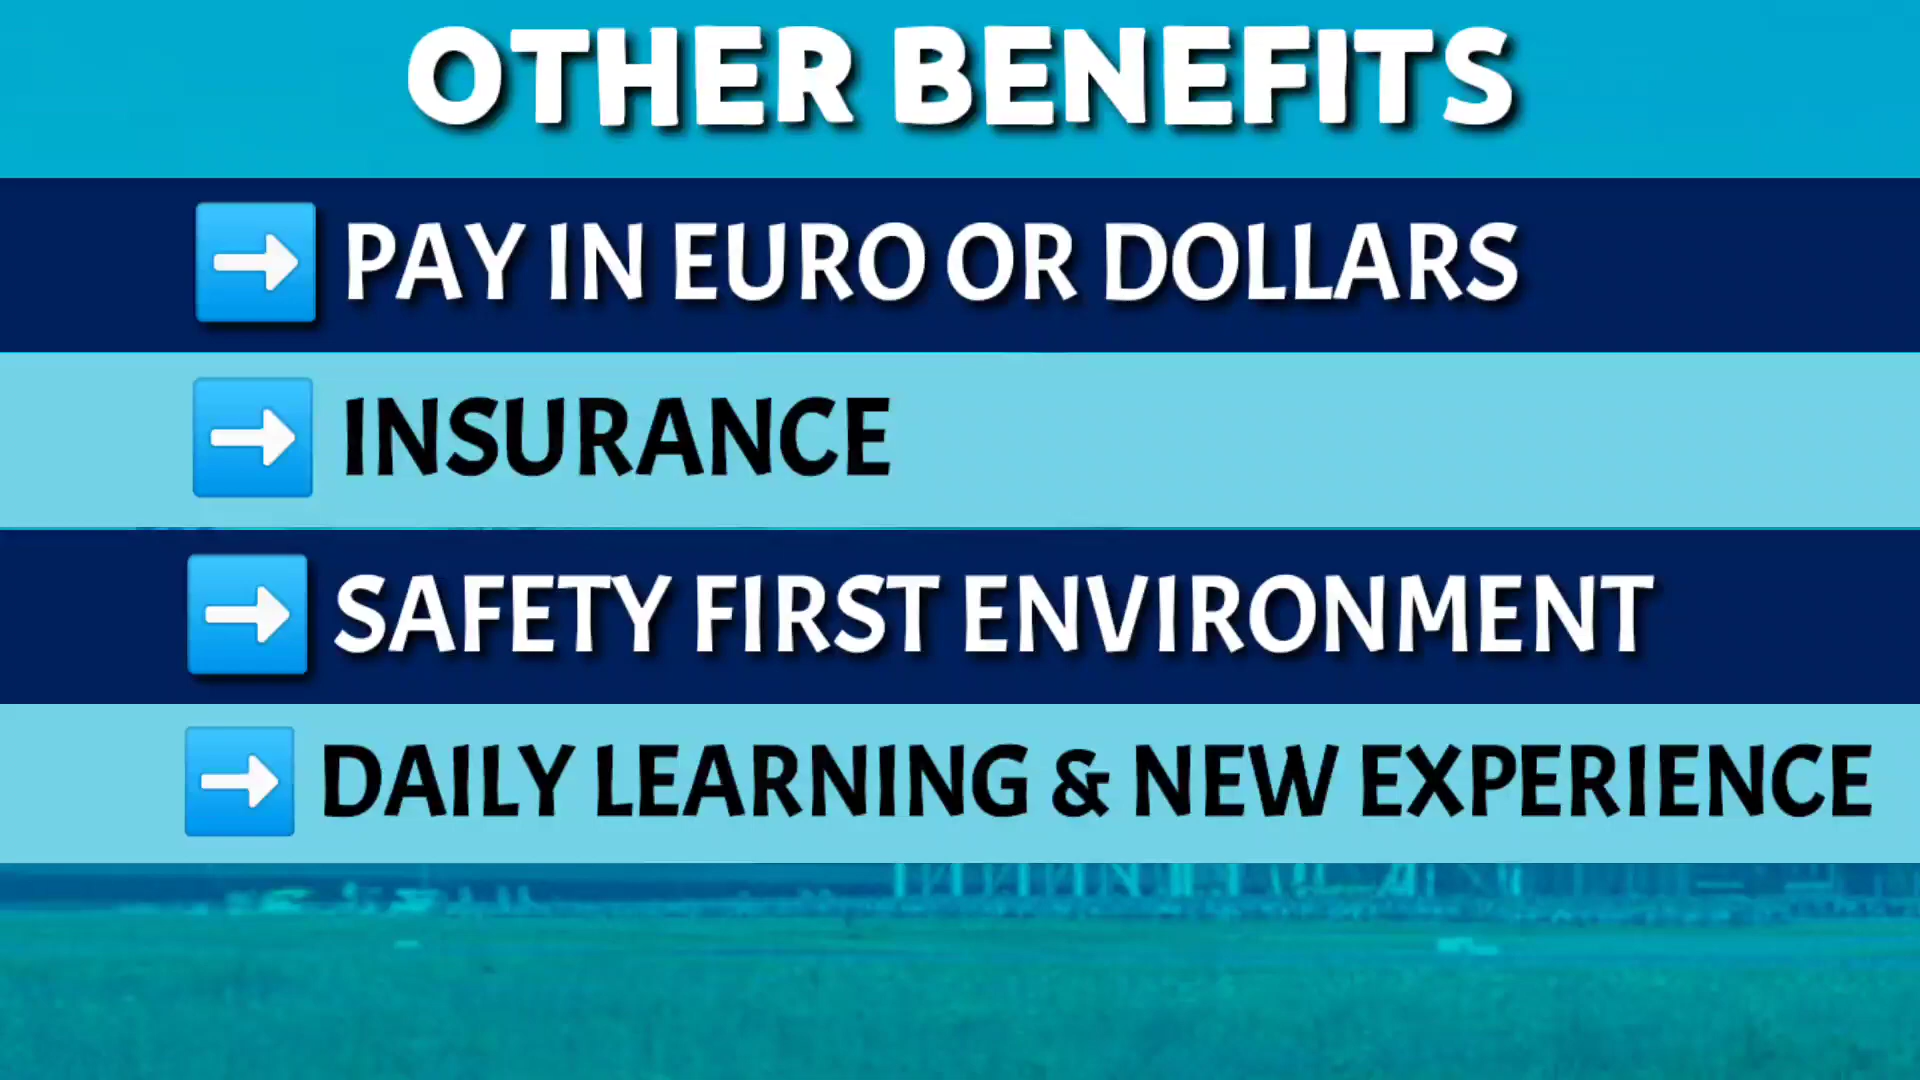 OTHER BENEFITS
➡️ PAY IN EURO OR DOLLARS
➡️ INSURANCE
➡️ SAFETY FIRST ENVIRONMENT
➡️ DAILY LEARNING & NEW EXPERIENCE